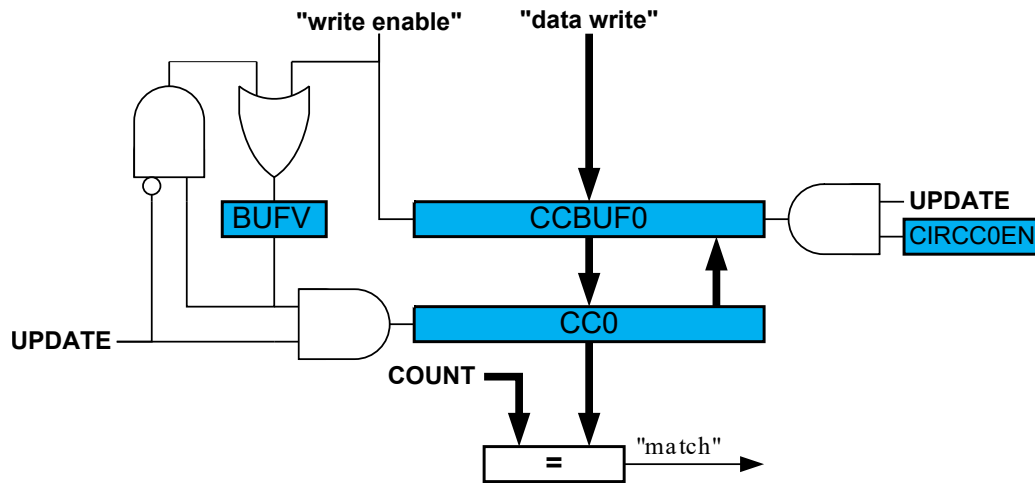 "write enable"
"data write"
BUFV
CCBUF0
UPDATE
CIRCC0EN
UPDATE
CC0
COUNT
=
"match"